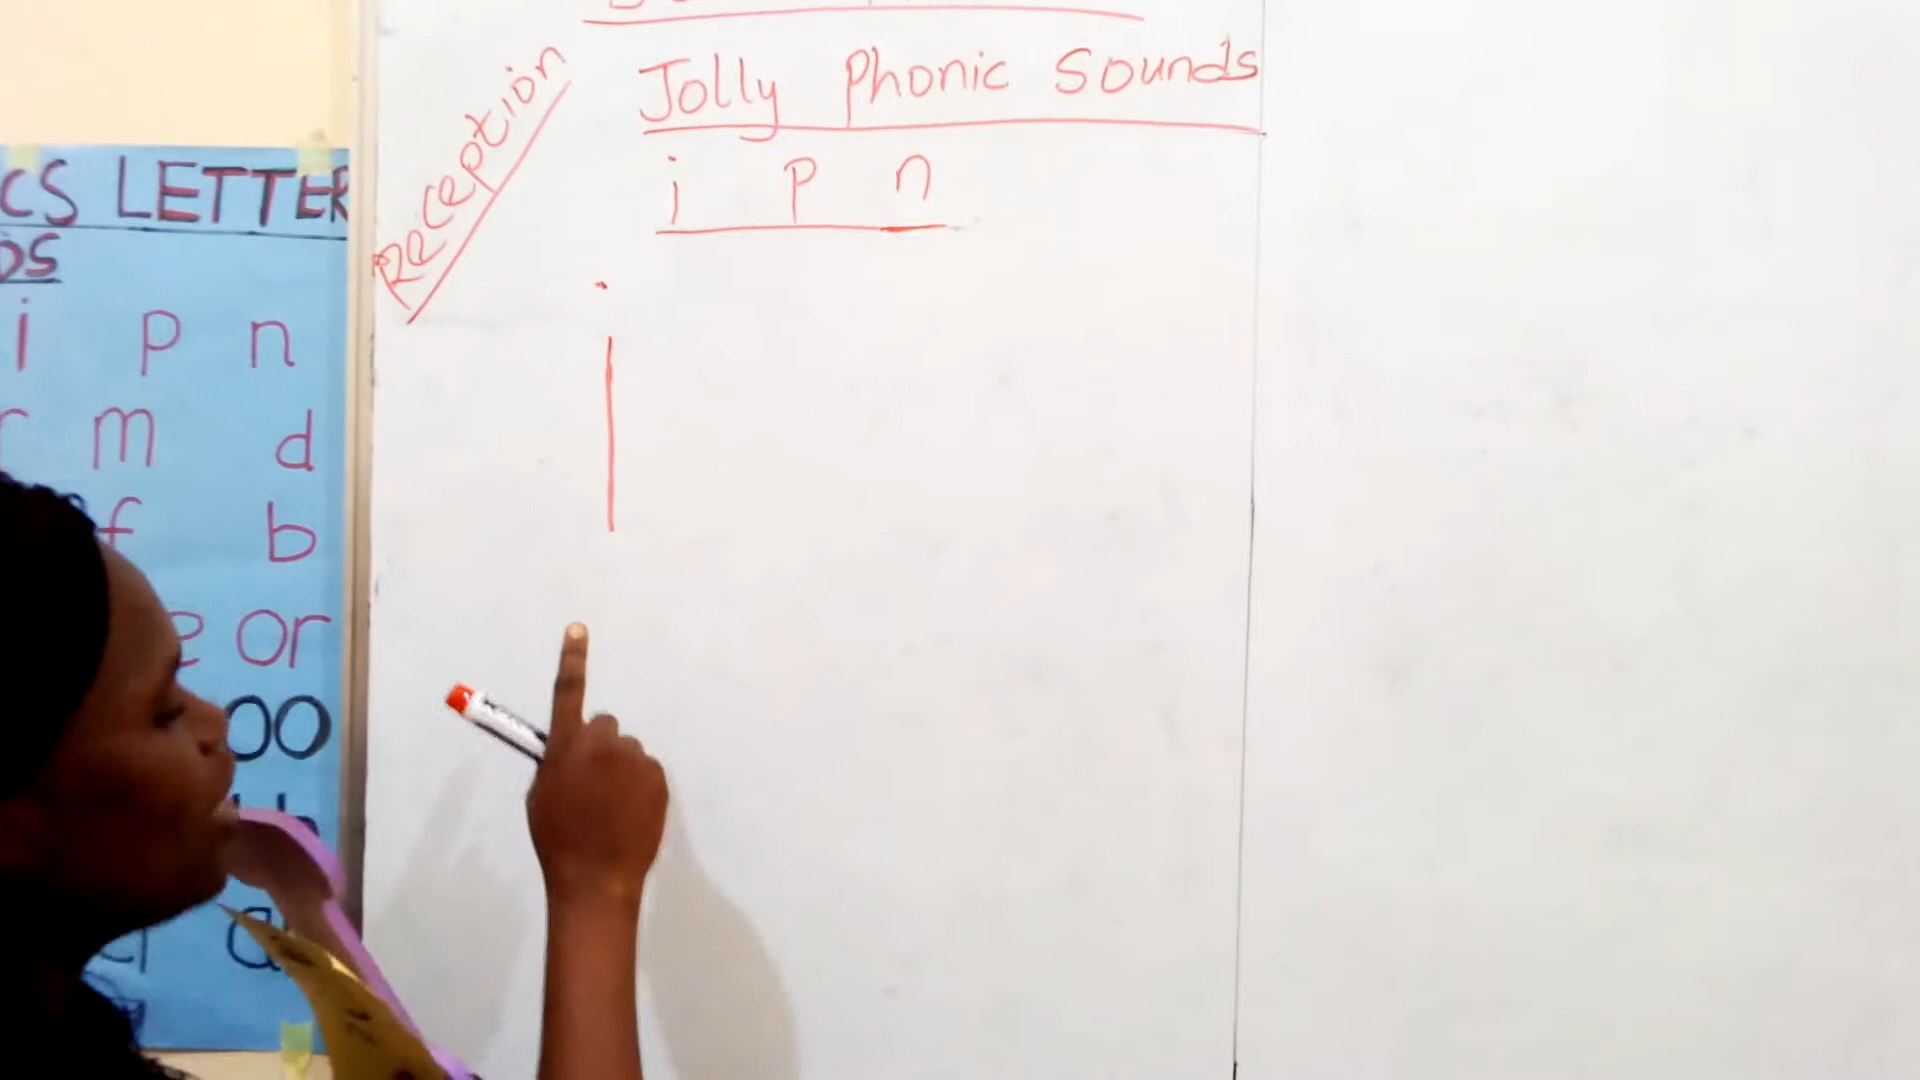 Reception
Jolly Phonic Sounds
i p n
i
CS LETTER
DS
i p n
r m d
f b
e or
oo